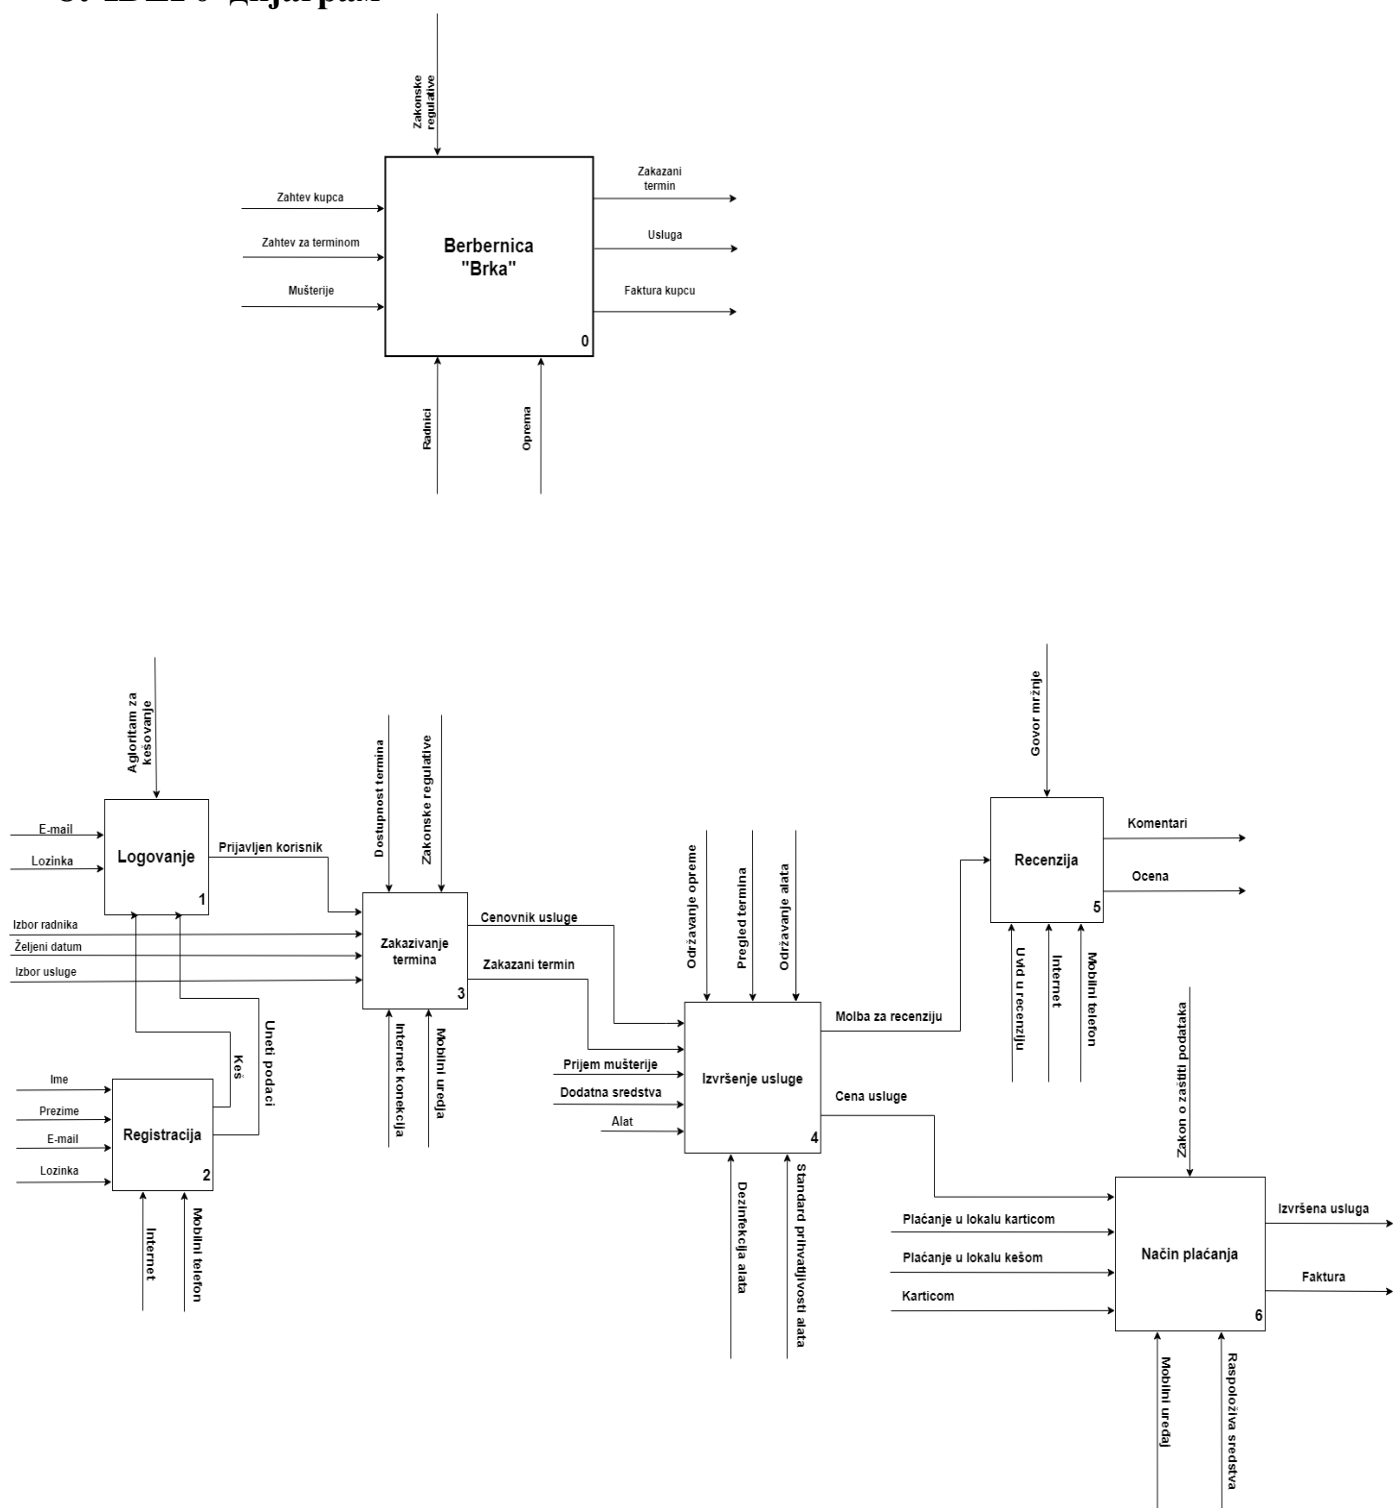 Zakonske
regulative
Zahtev kupca
Zahtev za terminom
Mušterije
Berbernica
"Brka"
0
Zakazani
termin
Usluga
Faktura kupcu
Radnici
Oprema
Agloritam za
kešovanje
E-mail
Lozinka
Logovanje
1
Prijavljen korisnik
Izbor radnika
Željeni datum
Izbor usluge
Dostupnost termina
Zakonske regulative
Zakazivanje
termina
3
Internet konekcija
Mobilni uredja
Keš
Uneti podaci
Ime
Prezime
E-mail
Lozinka
Registracija
2
Internet
Mobilni telefon
Cenovnik usluge
Zakazani termin
Prijem mušterije
Dodatna sredstva
Alat
Održavanje opreme
Pregled termina
Održavanje alata
Izvršenje usluge
4
Dezinfekcija alata
Standard prihvatljivosti alata
Molba za recenziju
Cena usluge
Govor mržnje
Recenzija
5
Komentari
Ocena
Uvid u recenziju
Internet
Mobilni telefon
Zakon o zaštiti podataka
Plaćanje u lokalu karticom
Plaćanje u lokalu kešom
Karticom
Način plaćanja
6
Izvršena usluga
Faktura
Mobilni uređaj
Raspoloživa sredstva